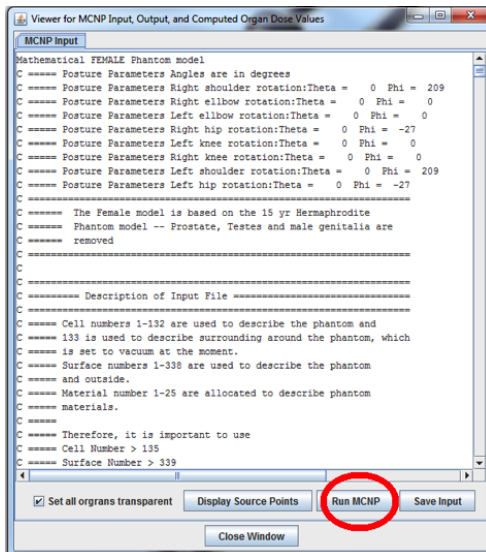 Viewer for MCNP Input, Output, and Computed Organ Dose Values
MCNP Input
Mathematical FEMALE Phantom model
C ===== Posture Parameters Angles are in degrees
C ===== Posture Parameters Right shoulder rotation:Theta =    0  Phi =  209
C ===== Posture Parameters Right ellbow rotation:Theta =    0  Phi =    0
C ===== Posture Parameters Left ellbow rotation:Theta =    0  Phi =    0
C ===== Posture Parameters Right hip rotation:Theta =    0  Phi =  -27
C ===== Posture Parameters Left knee rotation:Theta =    0  Phi =    0
C ===== Posture Parameters Right knee rotation:Theta =    0  Phi =    0
C ===== Posture Parameters Left shoulder rotation:Theta =    0  Phi =  209
C ===== Posture Parameters Left hip rotation:Theta =    0  Phi =  -27
C ==========================================================
C ======  The Female model is based on the 15 yr Hermaphrodite
C ======  Phantom model -- Prostate, Testes and male genitalia are
C ======  removed
C ==========================================================
C
C ==========================================================
C ========= Description of Input File ===========================
C ==========================================================
C ===== Cell numbers 1-132 are used to describe the phantom and
C ===== 133 is used to describe surrounding around the phantom, which
C ===== is set to vacuum at the moment.
C ===== Surface numbers 1-338 are used to describe the phantom
C ===== and outside.
C ===== Material number 1-25 are allocated to describe phantom
C ===== materials.
C =====
C ===== Therefore, it is important to use
C ===== Cell Number > 135
C ===== Surface Number > 339
Set all orgrans transparent Display Source Points Run MCNP Save Input
Close Window